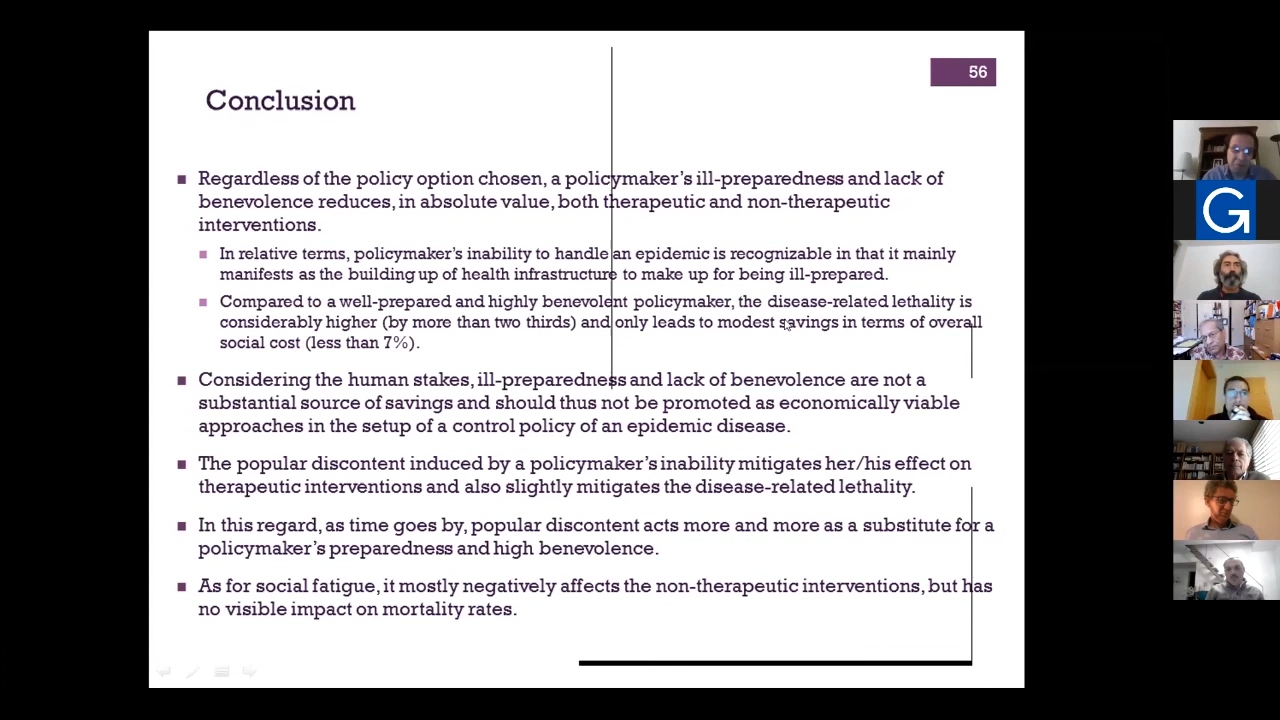 56
Conclusion
Regardless of the policy option chosen, a policymaker's ill-preparedness and lack of
benevolence reduces, in absolute value, both therapeutic and non-therapeutic
interventions.
In relative terms, policymaker's inability to handle an epidemic is recognizable in that it mainly
manifests as the building up of health infrastructure to make up for being ill-prepared.
Compared to a well-prepared and highly benevolent policymaker, the disease-related lethality is
considerably higher (by more than two thirds) and only leads to modest savings in terms of overall
social cost (less than 7%).
Considering the human stakes, ill-preparedness and lack of benevolence are not a
substantial source of savings and should thus not be promoted as economically viable
approaches in the setup of a control policy of an epidemic disease.
The popular discontent induced by a policymaker's inability mitigates her/his effect on
therapeutic interventions and also slightly mitigates the disease-related lethality.
In this regard, as time goes by, popular discontent acts more and more as a substitute for a
policymaker's preparedness and high benevolence.
As for social fatigue, it mostly negatively affects the non-therapeutic interventions, but has
no visible impact on mortality rates.
G